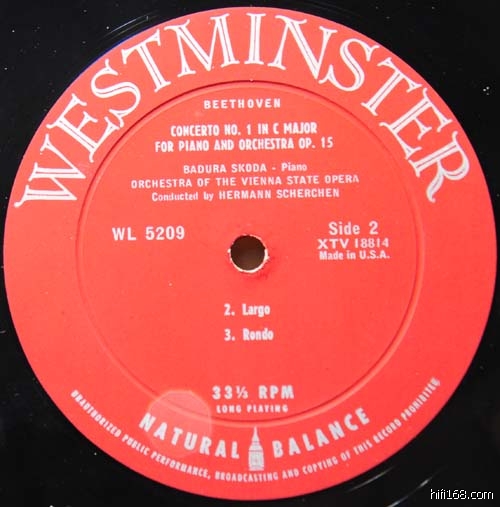 WESTMINSTER
BEETHOVEN
CONCERTO NO. 1 IN C MAJOR
FOR PIANO AND ORCHESTRA OP. 15
BADURA SKODA - Piano
ORCHESTRA OF THE VIENNA STATE OPERA
Conducted by HERMANN SCHERCHEN
WL 5209
Side 2
XTV 18814
Made in U.S.A.
2. Largo
3. Rondo
33⅓ RPM
LONG PLAYING
NATURAL BALANCE
UNAUTHORIZED PUBLIC PERFORMANCE, BROADCASTING AND COPYING OF THIS RECORD PROHIBITED
hifi168.com